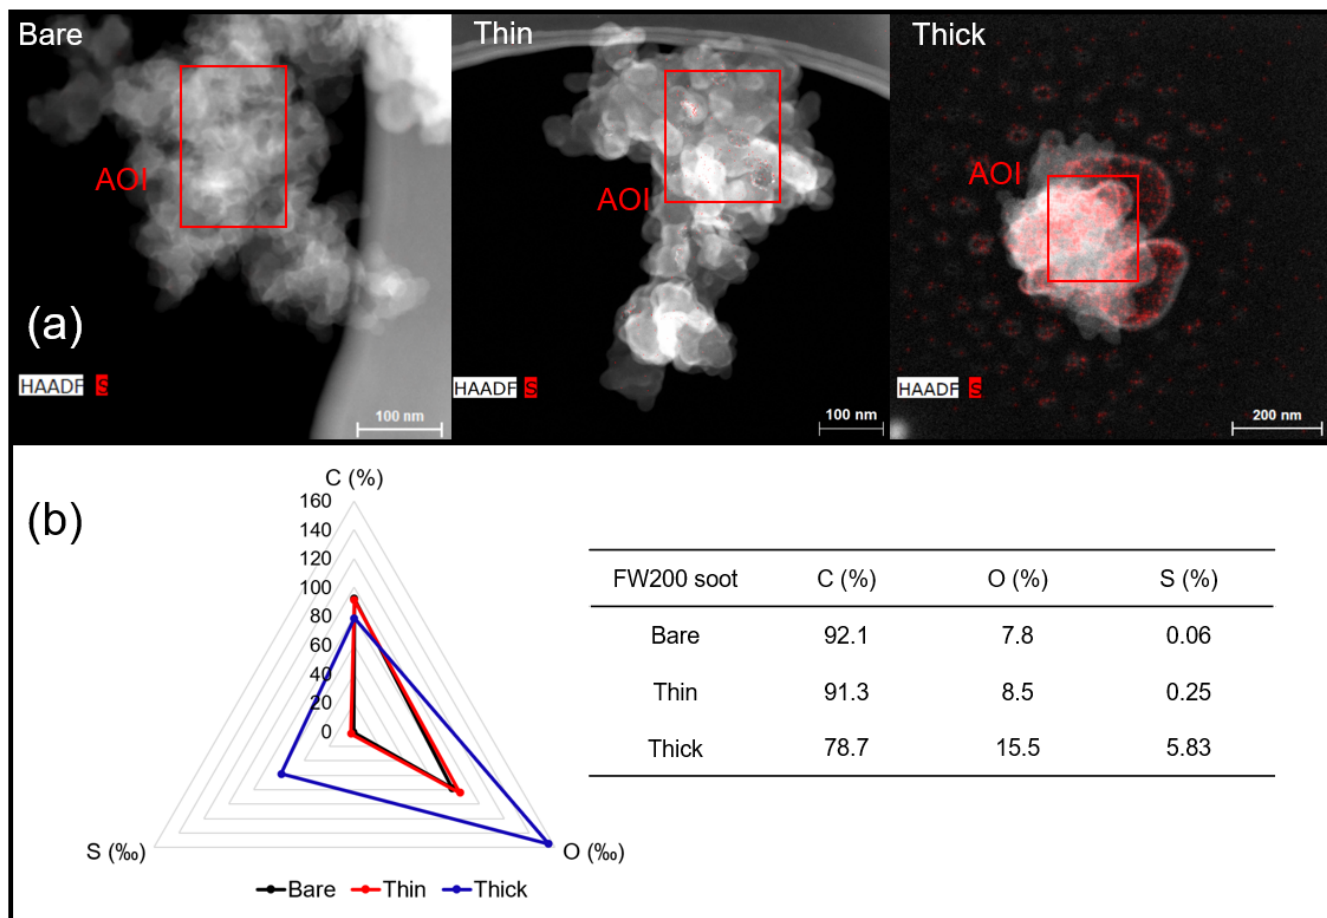 Bare
Thin
Thick
AOI
AOI
AOI
(a)
HAADF S
HAADF S
HAADF S
100 nm
100 nm
200 nm
(b)
C (%)
160
140
120
100
80
60
40
20
0
S (‰)
O (‰)
Bare Thin Thick
FW200 soot C (%) O (%) S (%)
Bare 92.1 7.8 0.06
Thin 91.3 8.5 0.25
Thick 78.7 15.5 5.83